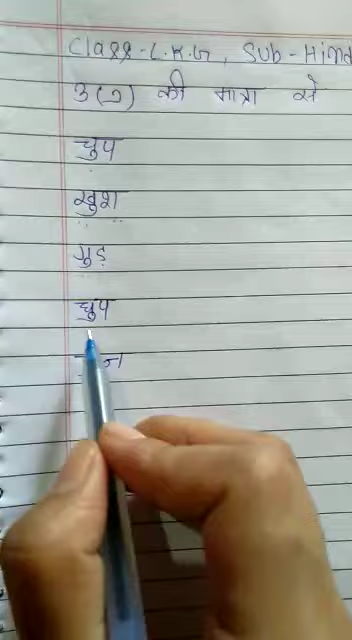 Class-L.K.G, Sub-Hind
उ(ु) की मात्रा से
चुप
खुश
गुड़